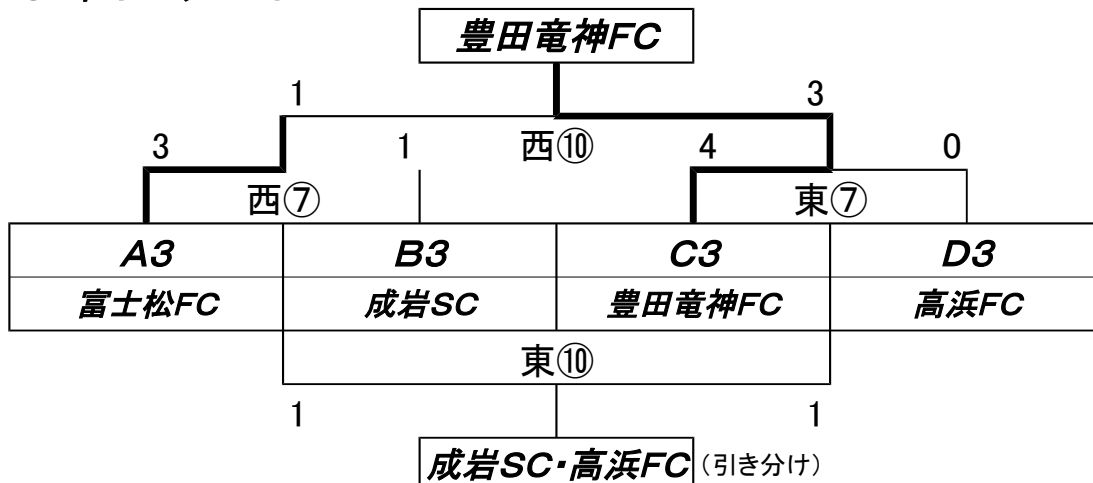 豊田竜神FC
1 3
3 1 西⑩ 4 0
西⑦ 東⑦
A3 B3 C3 D3
富士松FC 成岩SC 豊田竜神FC 高浜FC
東⑩
1 1
成岩SC・高浜FC (引き分け)